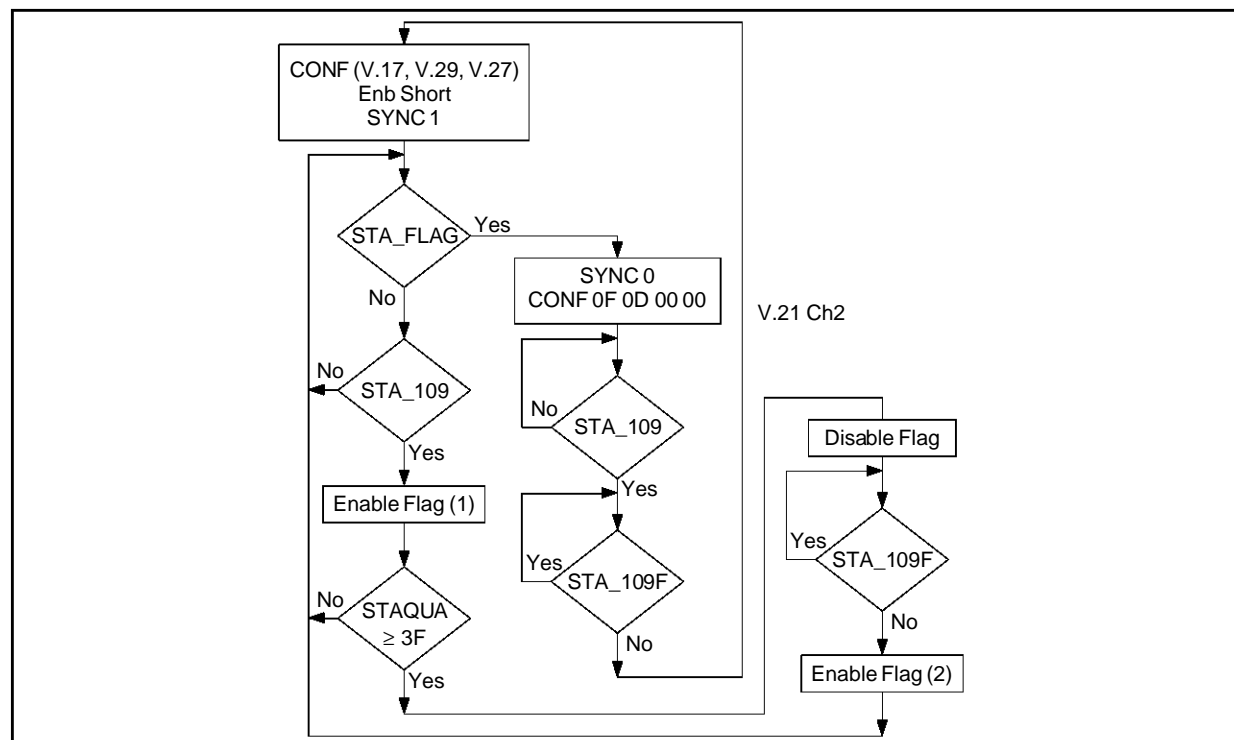 CONF (V.17, V.29, V.27)
Enb Short
SYNC 1
STA_FLAG
Yes
No
SYNC 0
CONF 0F 0D 00 00
V.21 Ch2
No
STA_109
Yes
No
STA_109
Yes
Disable Flag
Enable Flag (1)
Yes
STA_109F
No
Yes
STA_109F
No
No
STAQUA
≥ 3F
Yes
Enable Flag (2)